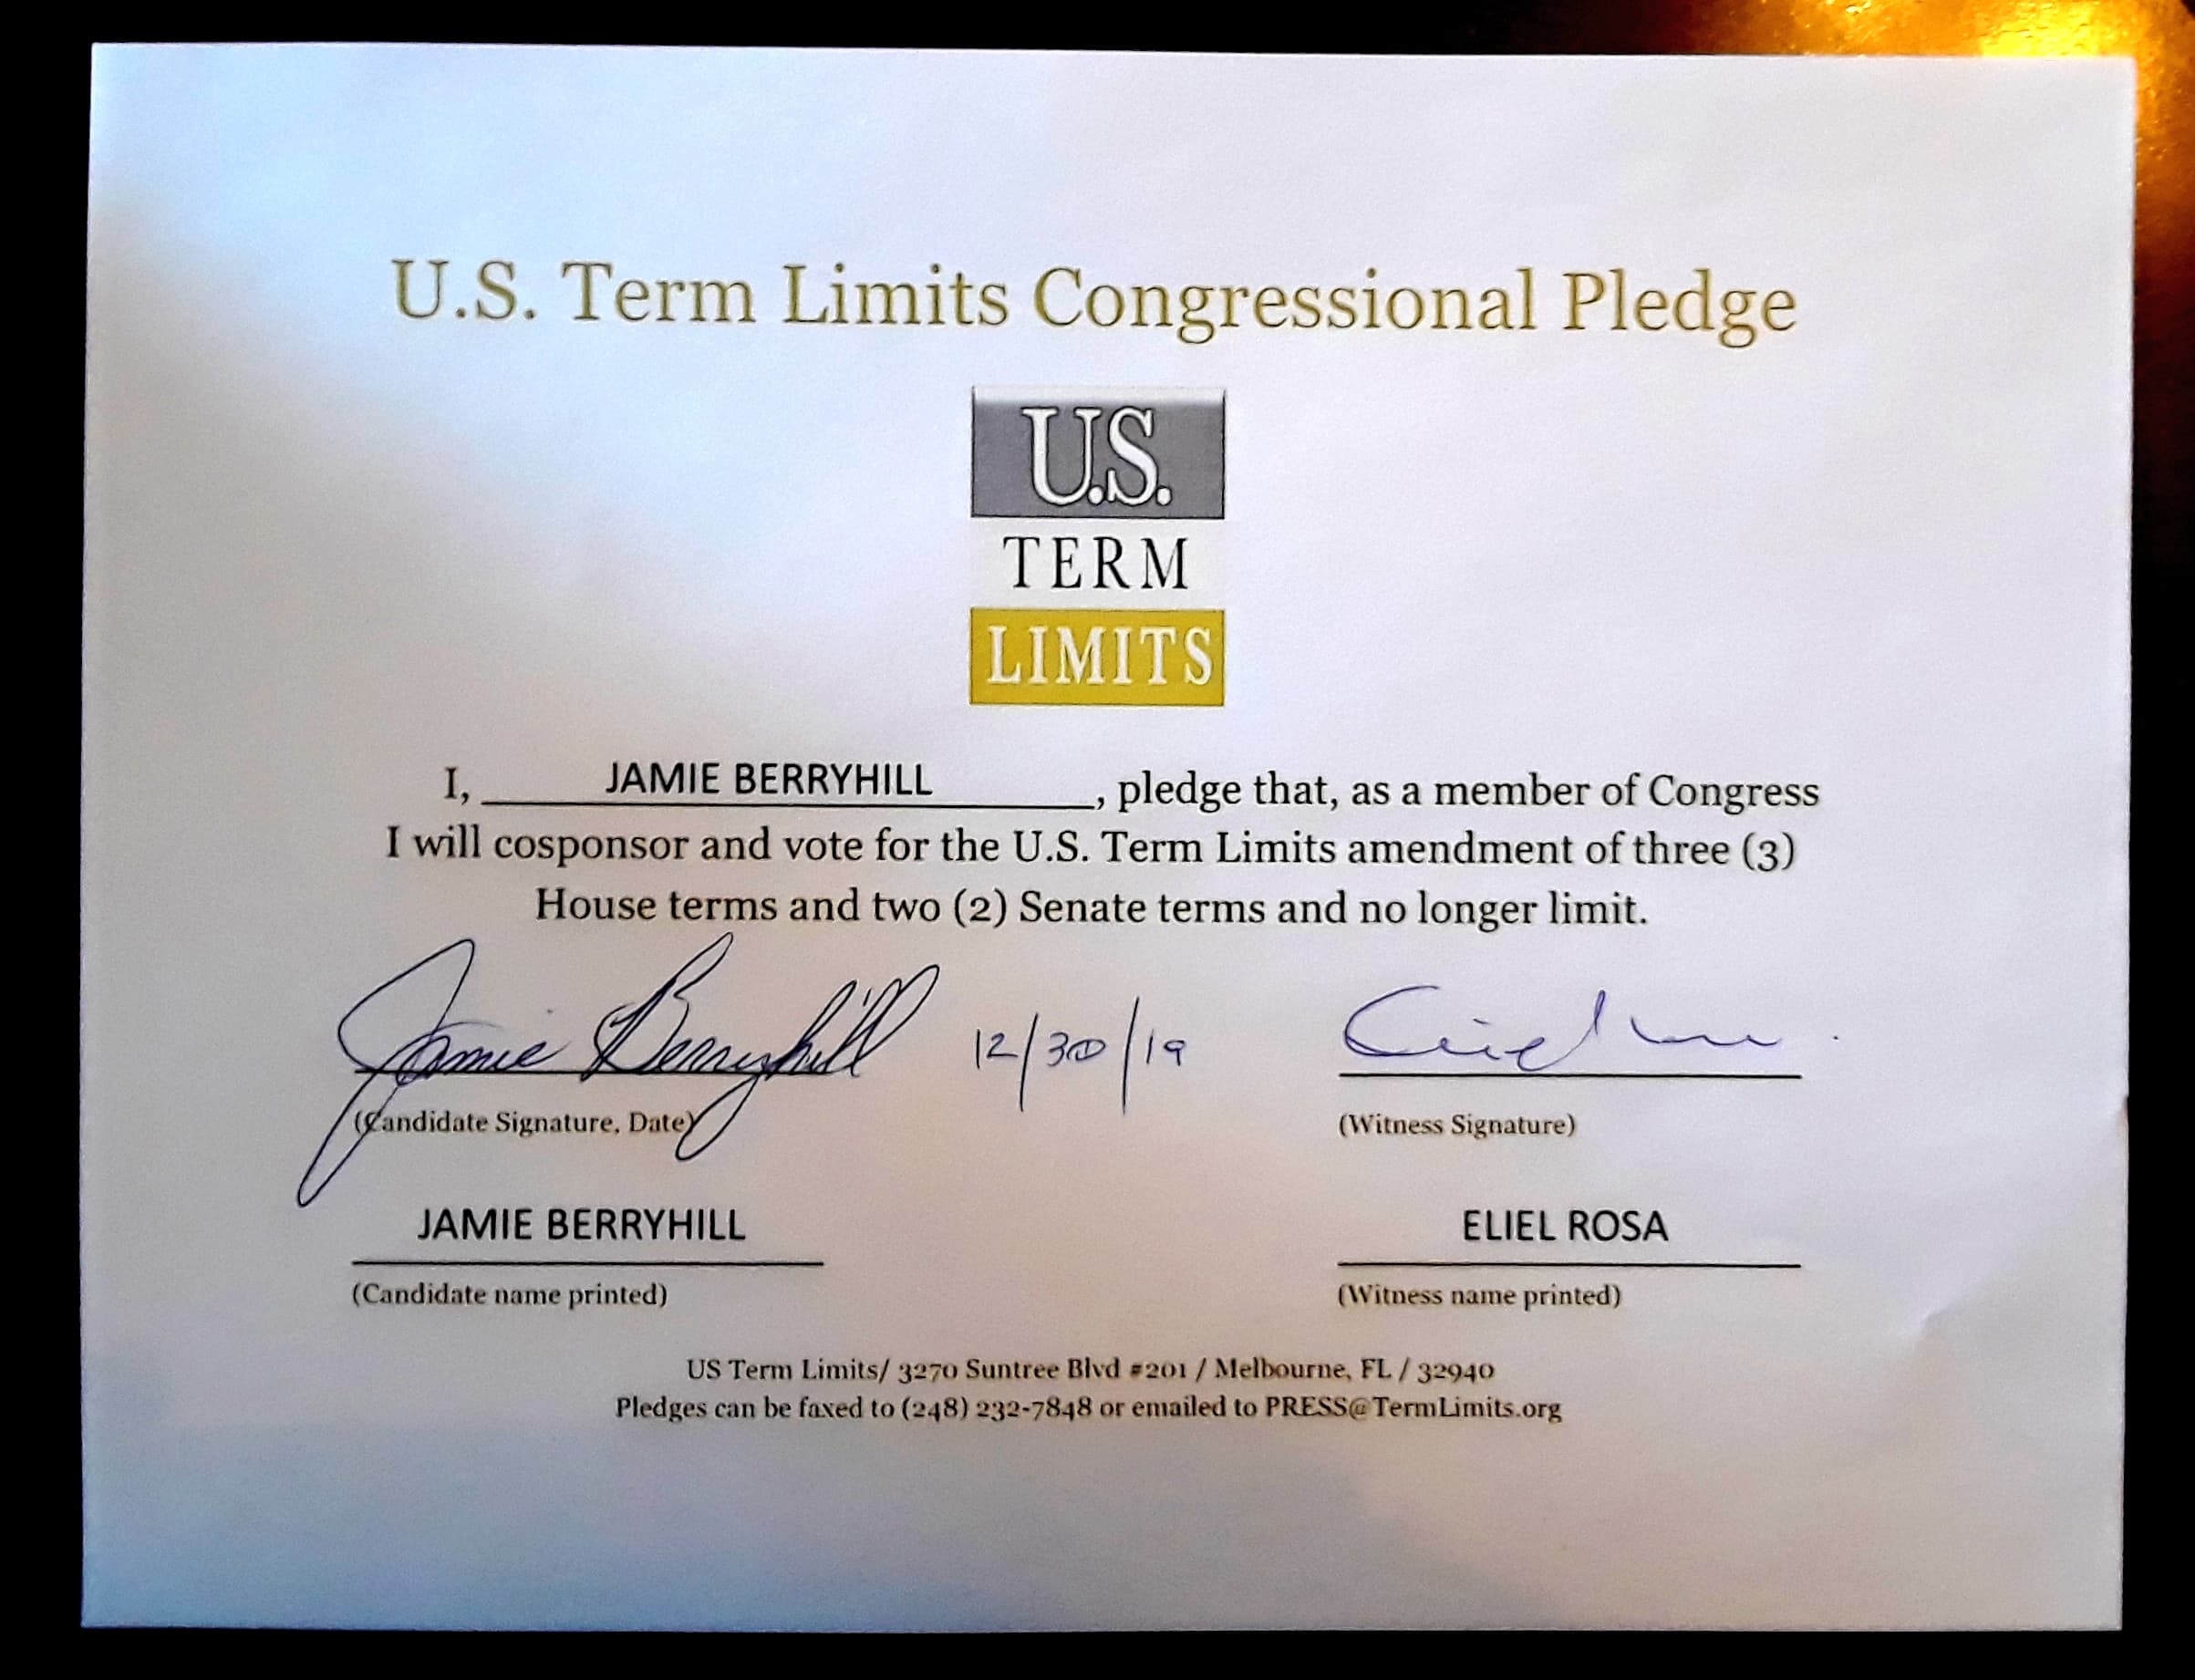 U.S. Term Limits Congressional Pledge
U.S.
TERM
LIMITS
I, JAMIE BERRYHILL, pledge that, as a member of Congress
I will cosponsor and vote for the U.S. Term Limits amendment of three (3)
House terms and two (2) Senate terms and no longer limit.
Jamie Berryhill 12/30/19
(Candidate Signature, Date)
(Witness Signature)
JAMIE BERRYHILL
ELIEL ROSA
(Candidate name printed)
(Witness name printed)
US Term Limits/ 3270 Suntree Blvd #201 / Melbourne, FL / 32940
Pledges can be faxed to (248) 232-7848 or emailed to PRESS@TermLimits.org